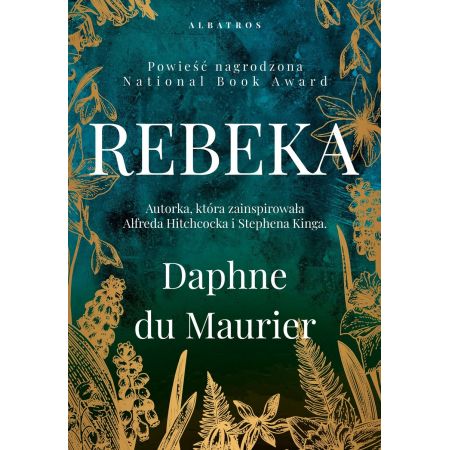 ALBATROS
Powieść nagrodzona
National Book Award
REBEKA
Autorka, która zainspirowała
Alfreda Hitchcocka i Stephena Kinga.
Daphne
du Maurier